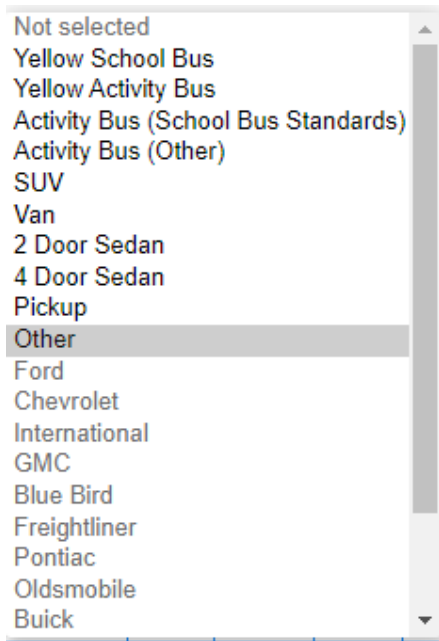 Not selected
Yellow School Bus
Yellow Activity Bus
Activity Bus (School Bus Standards)
Activity Bus (Other)
SUV
Van
2 Door Sedan
4 Door Sedan
Pickup
Other
Ford
Chevrolet
International
GMC
Blue Bird
Freightliner
Pontiac
Oldsmobile
Buick